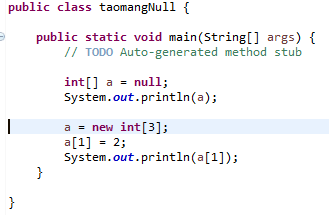 public class taomangNull {
public static void main(String[] args) {
// TODO Auto-generated method stub
int[] a = null;
System.out.println(a);
a = new int[3];
a[1] = 2;
System.out.println(a[1]);
}
}